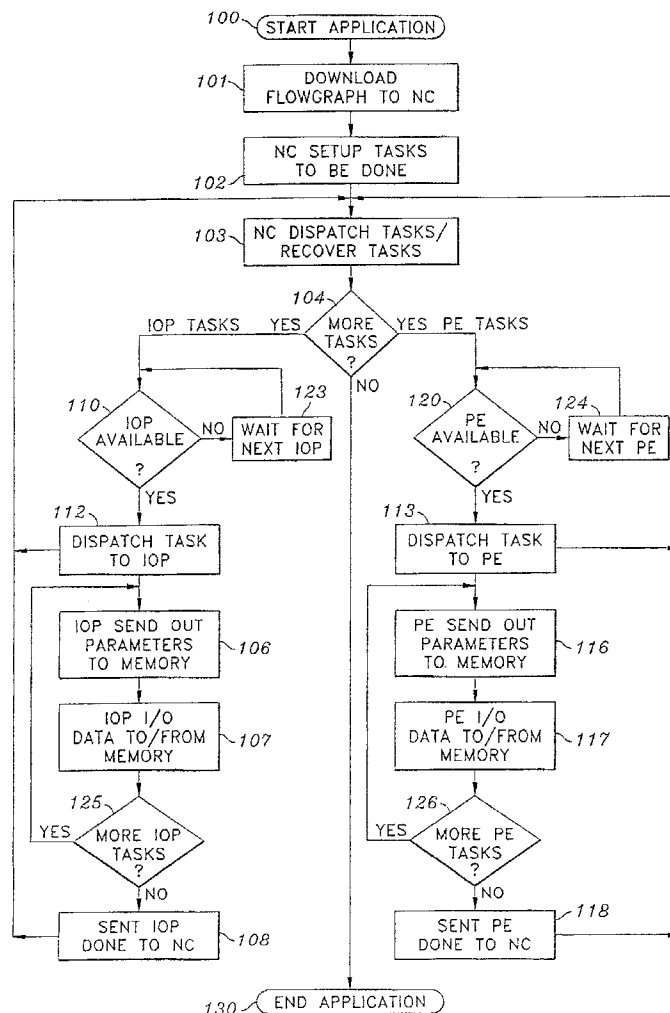 100
START APPLICATION
101
DOWNLOAD
FLOWGRAPH TO NC
NC SETUP TASKS
TO BE DONE
102
103
NC DISPATCH TASKS/
RECOVER TASKS
104
IOP TASKS YES
MORE
TASKS
?
YES PE TASKS
NO
110
IOP
AVAILABLE
?
NO
123
WAIT FOR
NEXT IOP
YES
120
PE
AVAILABLE
?
NO
124
WAIT FOR
NEXT PE
YES
112
DISPATCH TASK
TO IOP
113
DISPATCH TASK
TO PE
IOP SEND OUT
PARAMETERS
TO MEMORY
106
PE SEND OUT
PARAMETERS
TO MEMORY
116
IOP I/O
DATA TO/FROM
MEMORY
107
PE I/O
DATA TO/FROM
MEMORY
117
125
YES
MORE IOP
TASKS
?
NO
126
YES
MORE PE
TASKS
?
NO
SENT IOP
DONE TO NC
108
SENT PE
DONE TO NC
118
130
END APPLICATION